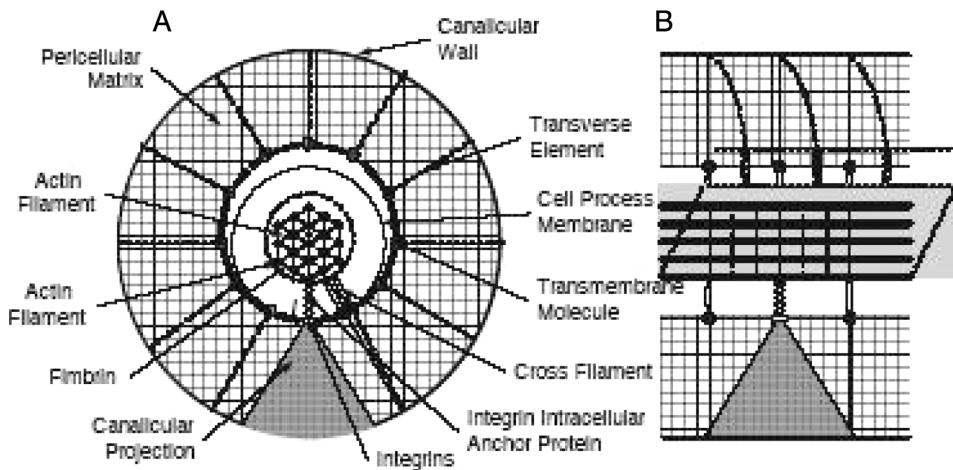 A
B
Canalicular
Wall
Pericellular
Matrix
Transverse
Element
Actin
Filament
Cell Process
Membrane
Actin
Filament
Transmembrane
Molecule
Fimbrin
Cross Filament
Canalicular
Projection
Integrin Intracellular
Anchor Protein
Integrins